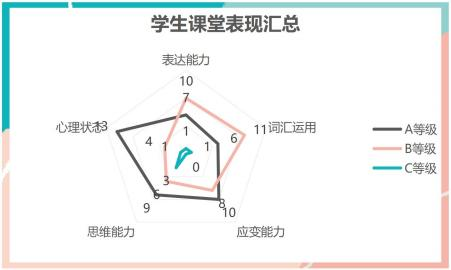 学生课堂表现汇总
表达能力
10
7
13
1
11
词汇运用
心理状态
4
6
1
1
0
3
6
8
9
10
思维能力
应变能力
A等级
B等级
C等级